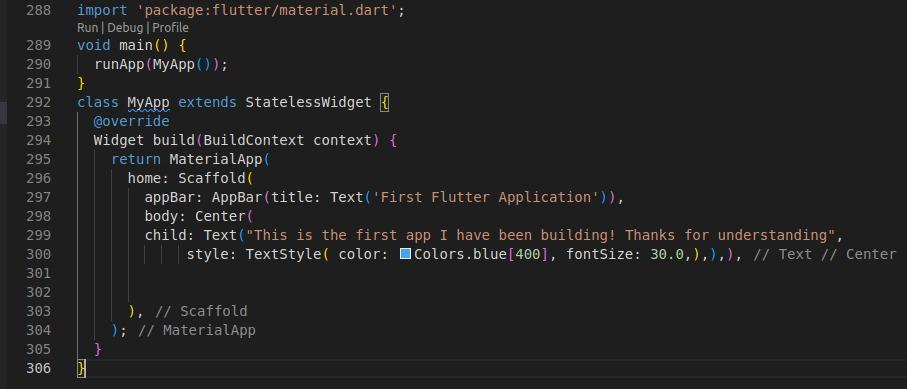 288 import 'package:flutter/material.dart';
Run | Debug | Profile
289 void main() {
290   runApp(MyApp());
291 }
292 class MyApp extends StatelessWidget {
293   @override
294   Widget build(BuildContext context) {
295     return MaterialApp(
296       home: Scaffold(
297         appBar: AppBar(title: Text('First Flutter Application')),
298         body: Center(
299         child: Text("This is the first app I have been building! Thanks for understanding",
300              style: TextStyle( color: Colors.blue[400], fontSize: 30.0,),),), // Text // Center
301
302
303       ), // Scaffold
304     ); // MaterialApp
305   }
306 }